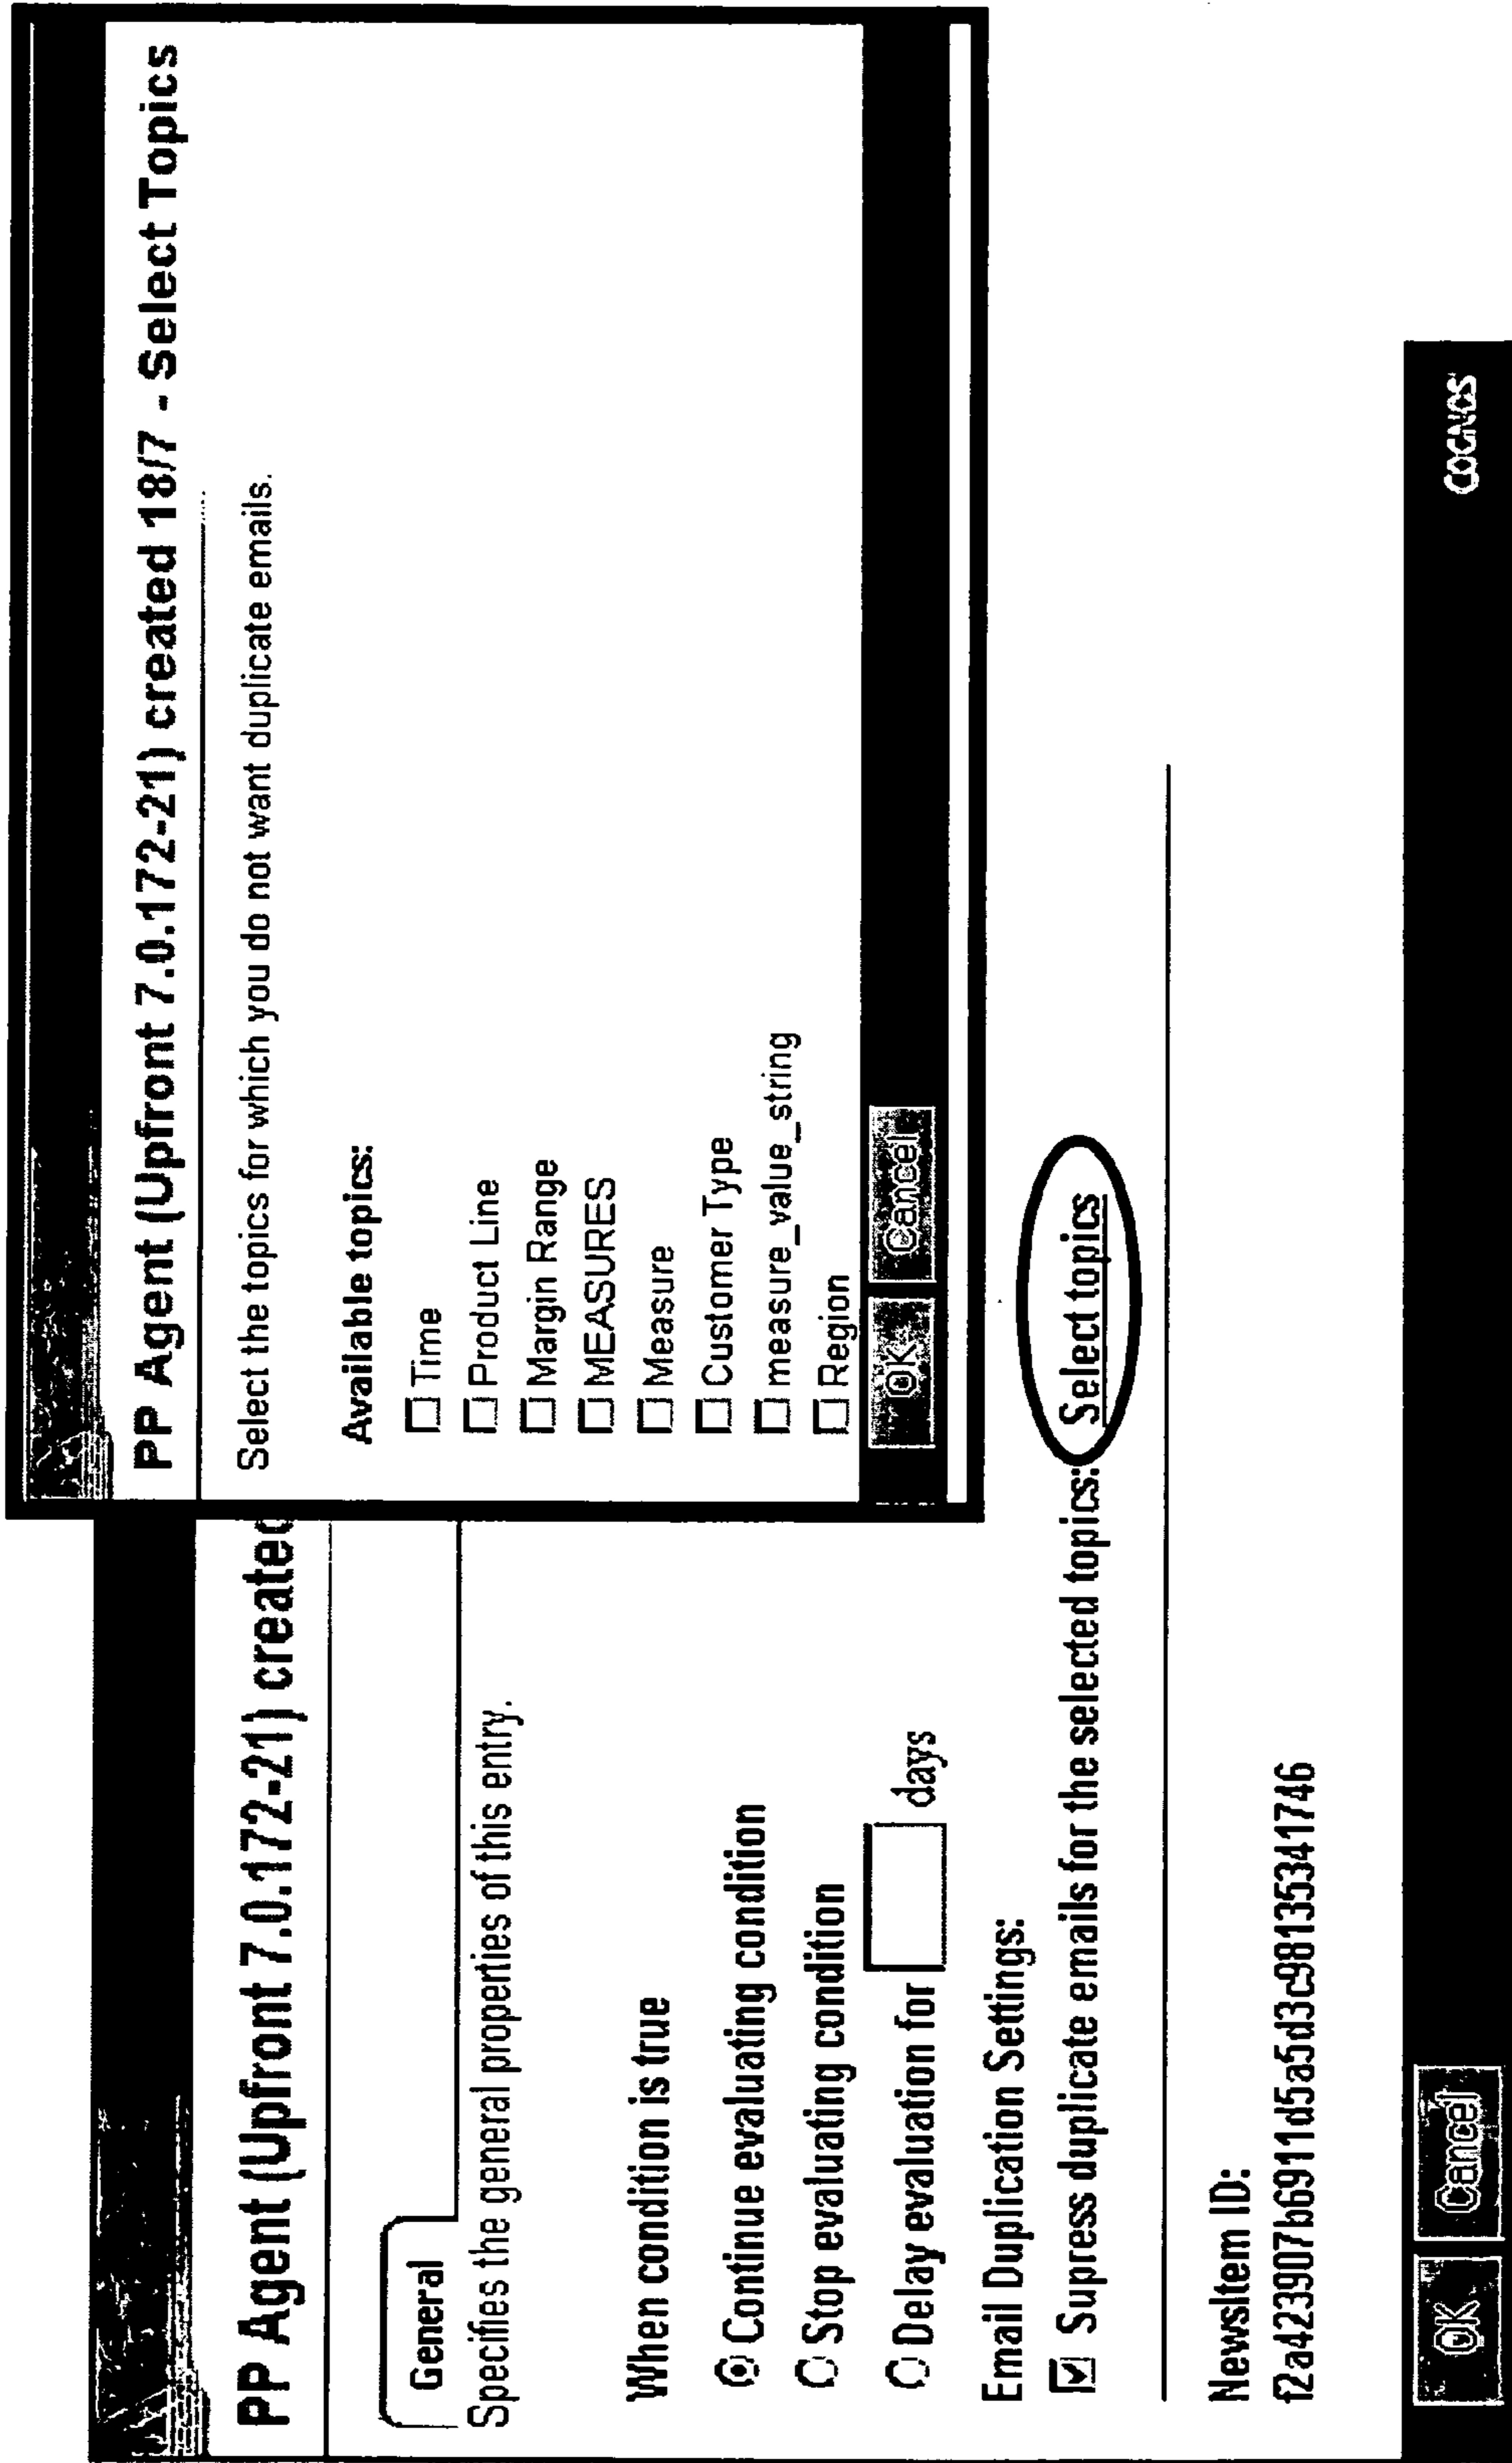 PP Agent (Upfront 7.0.172-21) created
General
Specifies the general properties of this entry.
When condition is true
Continue evaluating condition
Stop evaluating condition
Delay evaluation for days
Email Duplication Settings:
Supress duplicate emails for the selected topics: Select topics
NewsItem ID:
f2a423907b6911d5a5d3c98135341746
OK Cancel
COGNOS
PP Agent (Upfront 7.0.172-21) created 18/7 - Select Topics
Select the topics for which you do not want duplicate emails.
Available topics:
Time
Product Line
Margin Range
MEASURES
Measure
Customer Type
measure_value_string
Region
OK Cancel